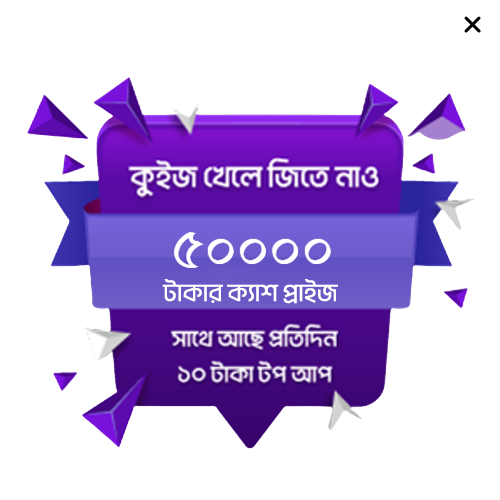 কুইজ খেলে জিতে নাও
৫০০০০
টাকার ক্যাশ প্রাইজ
সাথে আছে প্রতিদিন
১০ টাকা টপ আপ